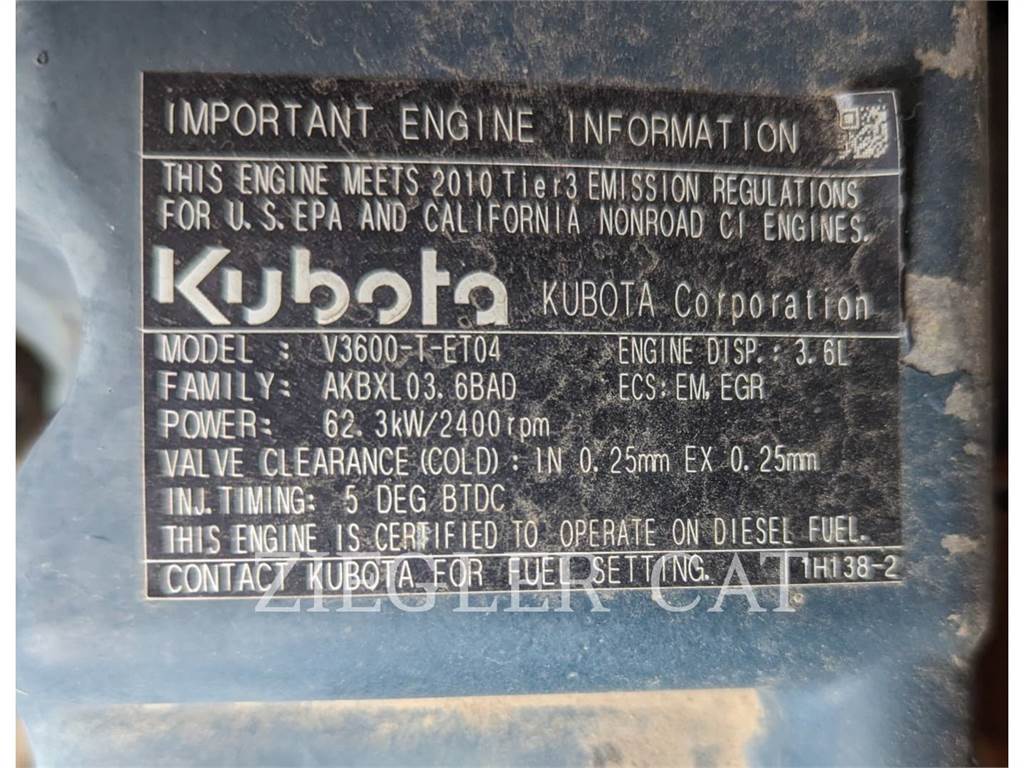 IMPORTANT ENGINE INFORMATION
THIS ENGINE MEETS 2010 Tier3 EMISSION REGULATIONS
FOR U.S. EPA AND CALIFORNIA NONROAD CI ENGINES.
Kubota KUBOTA Corporation
MODEL : V3600-T-ET04 ENGINE DISP.: 3.6L
FAMILY: AKBXL03.6BAD ECS: EM, EGR
POWER: 62.3kW/2400rpm
VALVE CLEARANCE (COLD) : IN 0.25mm EX 0.25mm
INJ. TIMING: 5 DEG BTDC
THIS ENGINE IS CERTIFIED TO OPERATE ON DIESEL FUEL.
CONTACT KUBOTA FOR FUEL SETTING. 1H138-2
ZIEGLER CAT